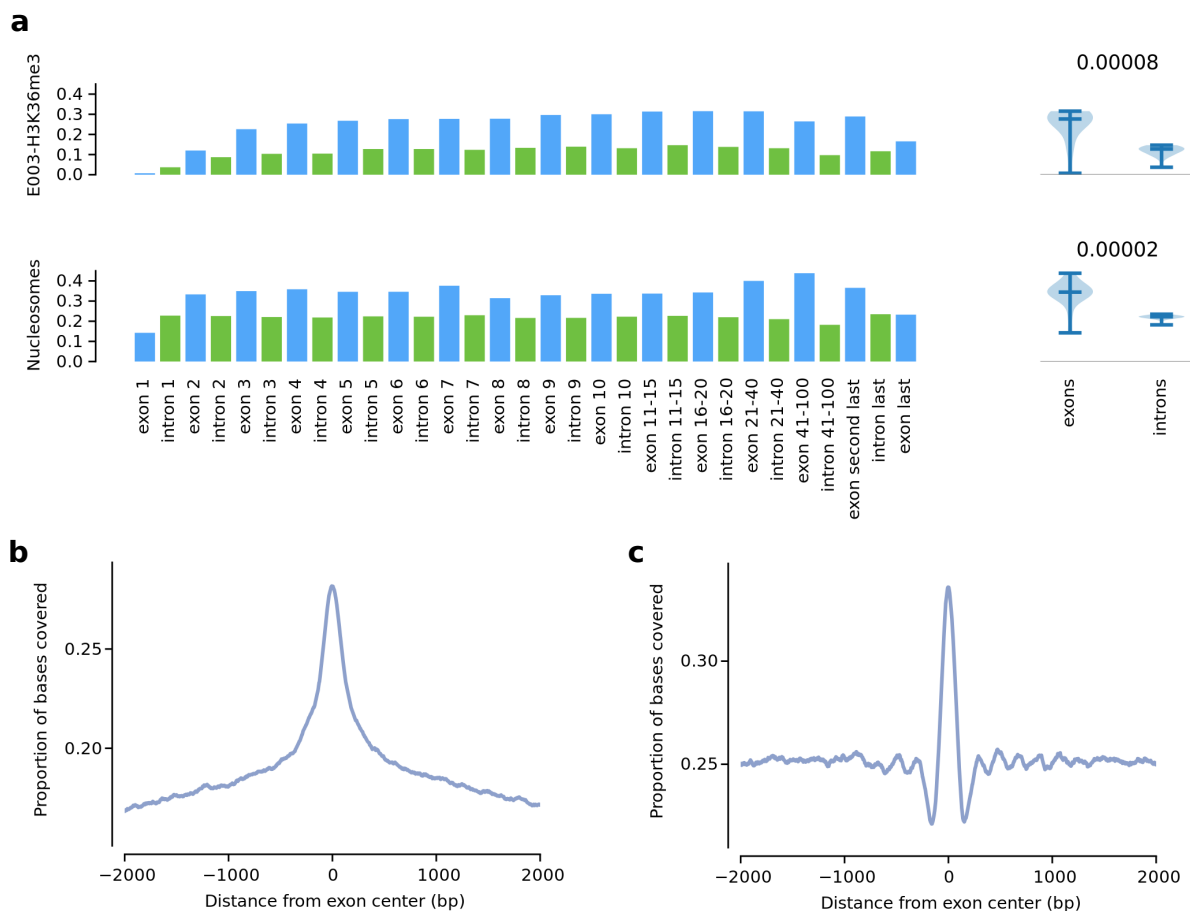 a
E003-H3K36me3
0.4
0.3
0.2
0.1
0.0
0.00008
Nucleosomes
0.4
0.3
0.2
0.1
0.0
0.00002
exon 1
intron 1
exon 2
intron 2
exon 3
intron 3
exon 4
intron 4
exon 5
intron 5
exon 6
intron 6
exon 7
intron 7
exon 8
intron 8
exon 9
intron 9
exon 10
intron 10
exon 11-15
intron 11-15
exon 16-20
intron 16-20
exon 21-40
intron 21-40
exon 41-100
intron 41-100
exon second last
intron last
exon last
exons
introns
b
Proportion of bases covered
0.25
0.20
−2000 −1000 0 1000 2000
Distance from exon center (bp)
c
Proportion of bases covered
0.30
0.25
−2000 −1000 0 1000 2000
Distance from exon center (bp)